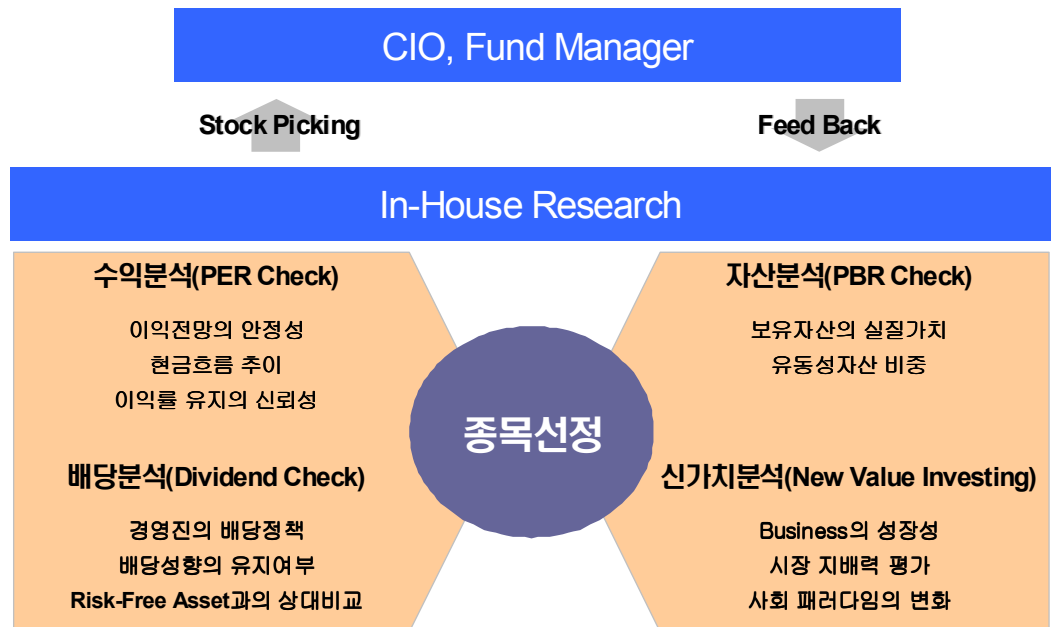 CIO, Fund Manager
Stock Picking
Feed Back
In-House Research
수익분석(PER Check)
이익전망의 안정성
현금흐름 추이
이익률 유지의 신뢰성
자산분석(PBR Check)
보유자산의 실질가치
유동성자산 비중
종목선정
배당분석(Dividend Check)
경영진의 배당정책
배당성향의 유지여부
Risk-Free Asset과의 상대비교
신가치분석(New Value Investing)
Business의 성장성
시장 지배력 평가
사회 패러다임의 변화